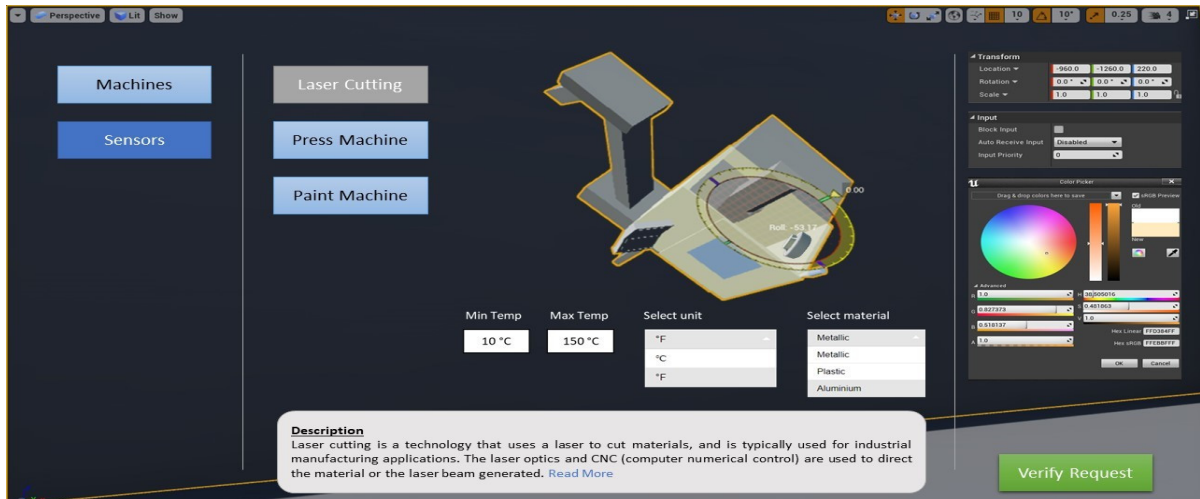 Perspective Lit Show
10 10° 0.25 4
Machines
Sensors
Laser Cutting
Press Machine
Paint Machine
0.00
Roll: -53.12
Min Temp Max Temp Select unit Select material
10 °C 150 °C
°F
°C
°F
Metallic
Metallic
Plastic
Aluminium
Description
Laser cutting is a technology that uses a laser to cut materials, and is typically used for industrial
manufacturing applications. The laser optics and CNC (computer numerical control) are used to direct
the material or the laser beam generated. Read More
Transform
Location -960.0 -1260.0 220.0
Rotation 0.0° 0.0° 0.0°
Scale 1.0 1.0 1.0
Input
Block Input
Auto Receive Input Disabled
Input Priority 0
Color Picker
Drag & drop colors here to save
sRGB Preview
Old
New
Advanced
R 1.0
G 0.827373
B 0.518137
A 1.0
H 38.505016
S 0.481863
V 1.0
Hex Linear FFD384FF
Hex sRGB FFEBBFFF
OK Cancel
Verify Request